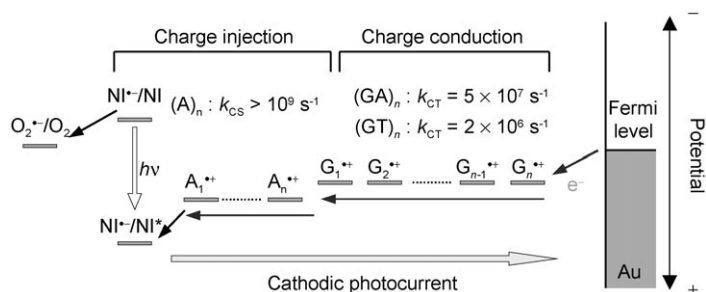 Charge injection
Charge conduction
(A)n : kCS > 10⁹ s⁻¹
(GA)n : kCT = 5 × 10⁷ s⁻¹
(GT)n : kCT = 2 × 10⁶ s⁻¹
NI•−/NI
O₂•−/O₂
hν
NI•−/NI*
A₁•+
An•+
G₁•+
G₂•+
Gn-1•+
Gn•+
e⁻
Fermi
level
Au
−
Potential
+
Cathodic photocurrent